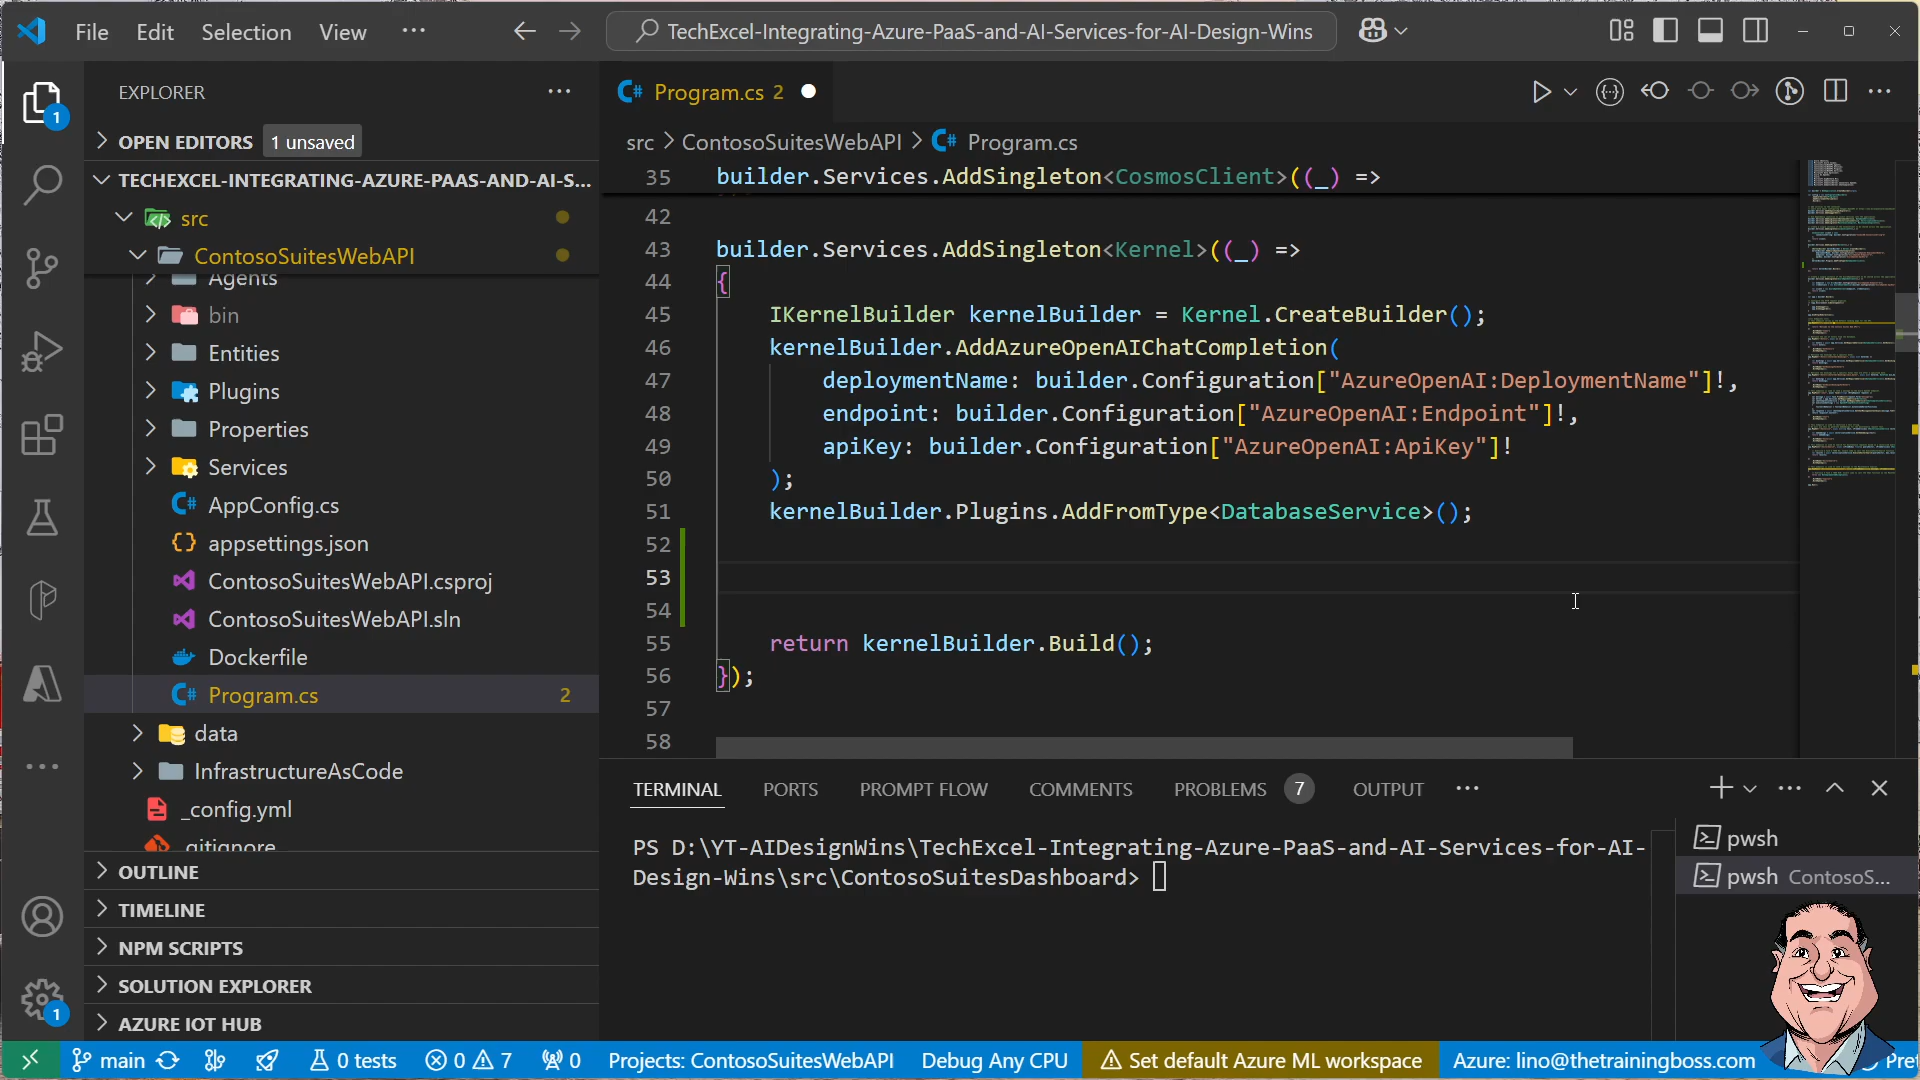 File Edit Selection View ··· TechExcel-Integrating-Azure-PaaS-and-AI-Services-for-AI-Design-Wins
EXPLORER
1
OPEN EDITORS 1 unsaved
TECHEXCEL-INTEGRATING-AZURE-PAAS-AND-AI-S...
src
ContosoSuitesWebAPI
Agents
bin
Entities
Plugins
Properties
Services
AppConfig.cs
appsettings.json
ContosoSuitesWebAPI.csproj
ContosoSuitesWebAPI.sln
Dockerfile
Program.cs 2
data
InfrastructureAsCode
_config.yml
.gitignore
OUTLINE
TIMELINE
NPM SCRIPTS
SOLUTION EXPLORER
1
AZURE IOT HUB
Program.cs 2
src > ContosoSuitesWebAPI > Program.cs
35 builder.Services.AddSingleton<CosmosClient>((_) =>
42
43 builder.Services.AddSingleton<Kernel>((_) =>
44 {
45 IKernelBuilder kernelBuilder = Kernel.CreateBuilder();
46 kernelBuilder.AddAzureOpenAIChatCompletion(
47 deploymentName: builder.Configuration["AzureOpenAI:DeploymentName"]!,
48 endpoint: builder.Configuration["AzureOpenAI:Endpoint"]!,
49 apiKey: builder.Configuration["AzureOpenAI:ApiKey"]!
50 );
51 kernelBuilder.Plugins.AddFromType<DatabaseService>();
52
53
54
55 return kernelBuilder.Build();
56 });
57
58
TERMINAL PORTS PROMPT FLOW COMMENTS PROBLEMS 7 OUTPUT ···
PS D:\YT-AIDesignWins\TechExcel-Integrating-Azure-PaaS-and-AI-Services-for-AI-
Design-Wins\src\ContosoSuitesDashboard>
pwsh
pwsh ContosoS...
main 0 tests 0 7 0 Projects: ContosoSuitesWebAPI Debug Any CPU Set default Azure ML workspace Azure: lino@thetrainingboss.com